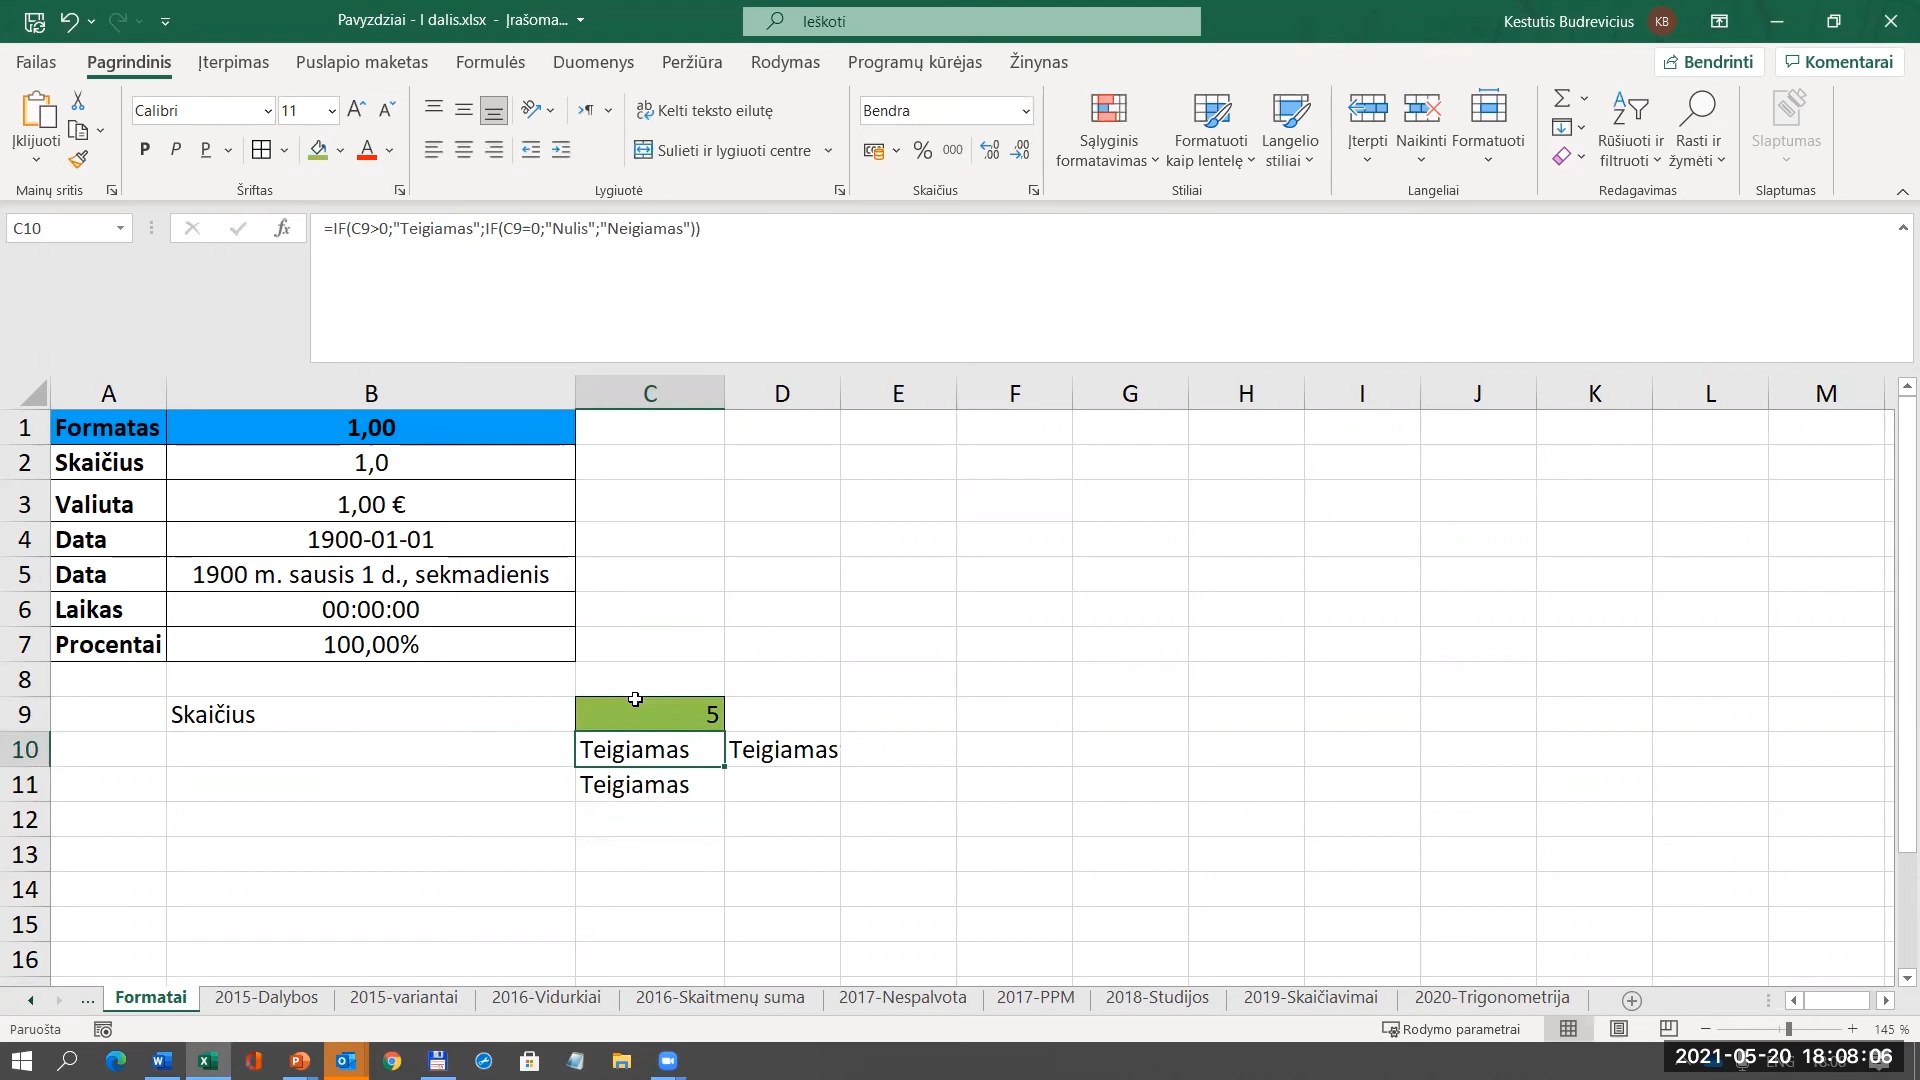 Pavyzdziai - I dalis.xlsx - Įrašoma...
Ieškoti
Kestutis Budrevicius
KB
Failas Pagrindinis Įterpimas Puslapio maketas Formulės Duomenys Peržiūra Rodymas Programų kūrėjas Žinynas
Bendrinti Komentarai
Įklijuoti
Calibri 11
P P P
Kelti teksto eilutę
Sulieti ir lygiuoti centre
Bendra
% 000
Sąlyginis formatavimas
Formatuoti kaip lentelę
Langelio stiliai
Įterpti Naikinti Formatuoti
Rūšiuoti ir filtruoti
Rasti ir žymėti
Slaptumas
Mainų sritis Šriftas Lygiuotė Skaičius Stiliai Langeliai Redagavimas Slaptumas
C10
fx
=IF(C9>0;"Teigiamas";IF(C9=0;"Nulis";"Neigiamas"))
A B C D E F G H I J K L M
1 Formatas 1,00
2 Skaičius 1,0
3 Valiuta 1,00 €
4 Data 1900-01-01
5 Data 1900 m. sausis 1 d., sekmadienis
6 Laikas 00:00:00
7 Procentai 100,00%
8
9 Skaičius 5
10 Teigiamas Teigiamas
11 Teigiamas
12
13
14
15
16
... Formatai 2015-Dalybos 2015-variantai 2016-Vidurkiai 2016-Skaitmenų suma 2017-Nespalvota 2017-PPM 2018-Studijos 2019-Skaičiavimai 2020-Trigonometrija
Paruošta
Rodymo parametrai
145 %
2021-05-20 18:08:06